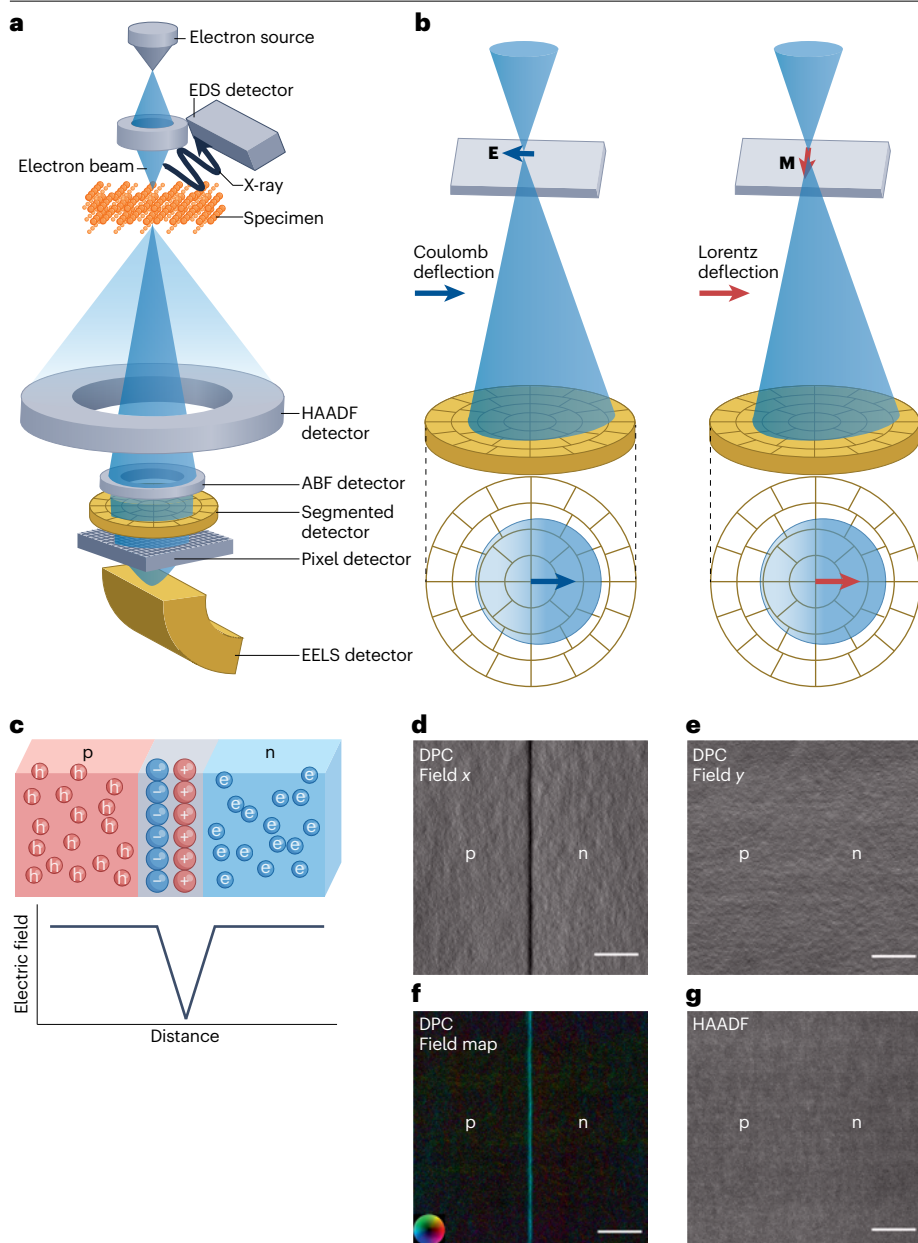 a
Electron source
EDS detector
Electron beam
X-ray
Specimen
HAADF
detector
ABF detector
Segmented
detector
Pixel detector
EELS detector
b
E
Coulomb
deflection
M
Lorentz
deflection
c
p
n
h h
h h h
h h
h h
h h
h h h
h
− +
− +
− +
− +
− +
− +
e
e e
e e e
e e
e e e
e e e
e e
Electric field
Distance
d
DPC
Field x
p n
e
DPC
Field y
p n
f
DPC
Field map
p n
g
HAADF
p n